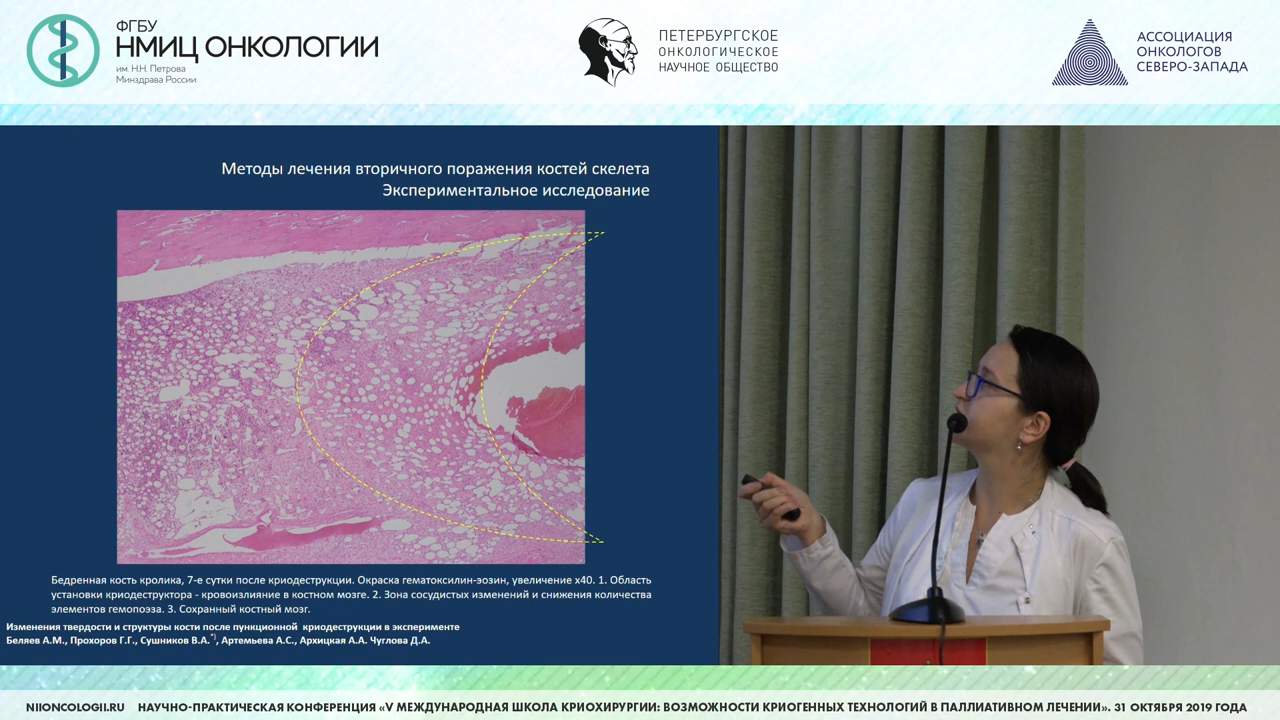 ФГБУ
НМИЦ ОНКОЛОГИИ
им. Н.Н. Петрова
Минздрава России
ПЕТЕРБУРГСКОЕ
ОНКОЛОГИЧЕСКОЕ
НАУЧНОЕ ОБЩЕСТВО
АССОЦИАЦИЯ
ОНКОЛОГОВ
СЕВЕРО-ЗАПАДА
Методы лечения вторичного поражения костей скелета
Экспериментальное исследование
Бедренная кость кролика, 7-е сутки после криодеструкции. Окраска гематоксилин-эозин, увеличение х40. 1. Область
установки криодеструктора - кровоизлияние в костном мозге. 2. Зона сосудистых изменений и снижения количества
элементов гемопоэза. 3. Сохранный костный мозг.
Изменения твердости и структуры кости после пункционной криодеструкции в эксперименте
Беляев А.М., Прохоров Г.Г., Сушников В.А.*), Артемьева А.С., Архицкая А.А. Чуглова Д.А.
NIIONCOLOGII.RU НАУЧНО-ПРАКТИЧЕСКАЯ КОНФЕРЕНЦИЯ «V МЕЖДУНАРОДНАЯ ШКОЛА КРИОХИРУРГИИ: ВОЗМОЖНОСТИ КРИОГЕННЫХ ТЕХНОЛОГИЙ В ПАЛЛИАТИВНОМ ЛЕЧЕНИИ». 31 ОКТЯБРЯ 2019 ГОДА